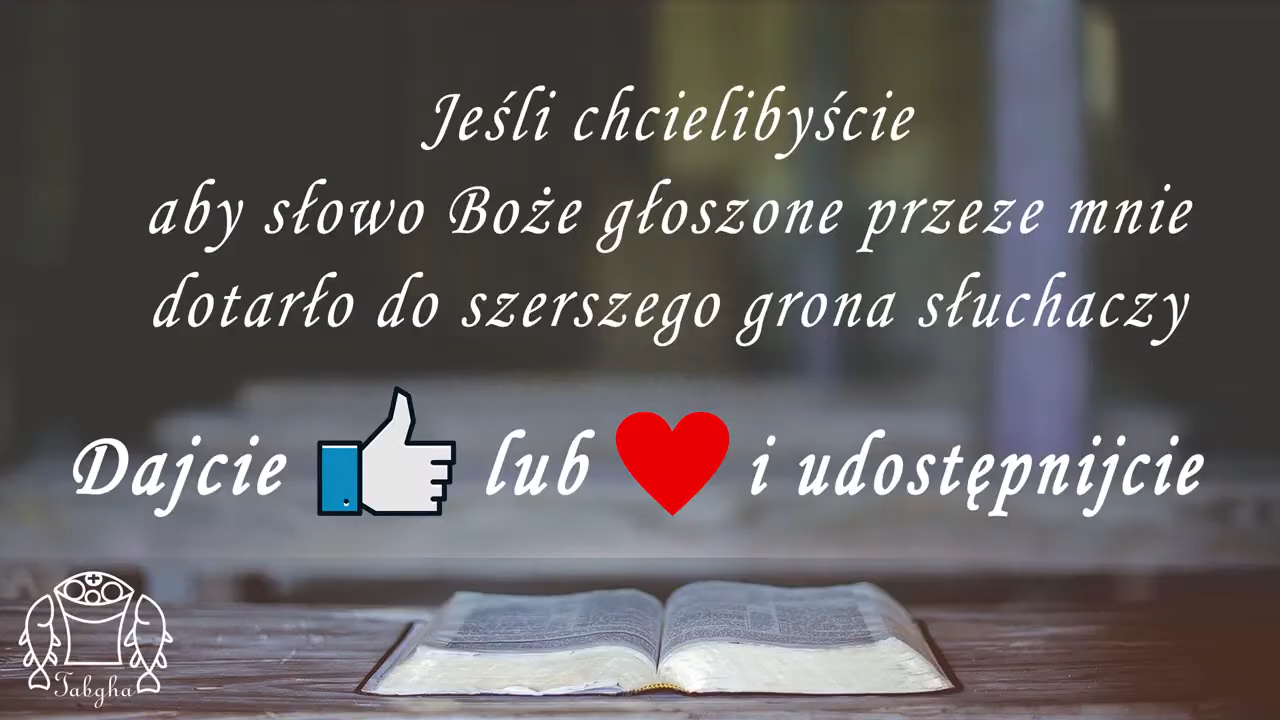 Jeśli chcielibyście
aby słowo Boże głoszone przeze mnie
dotarło do szerszego grona słuchaczy
Dajcie lub i udostępnijcie
Tabgha